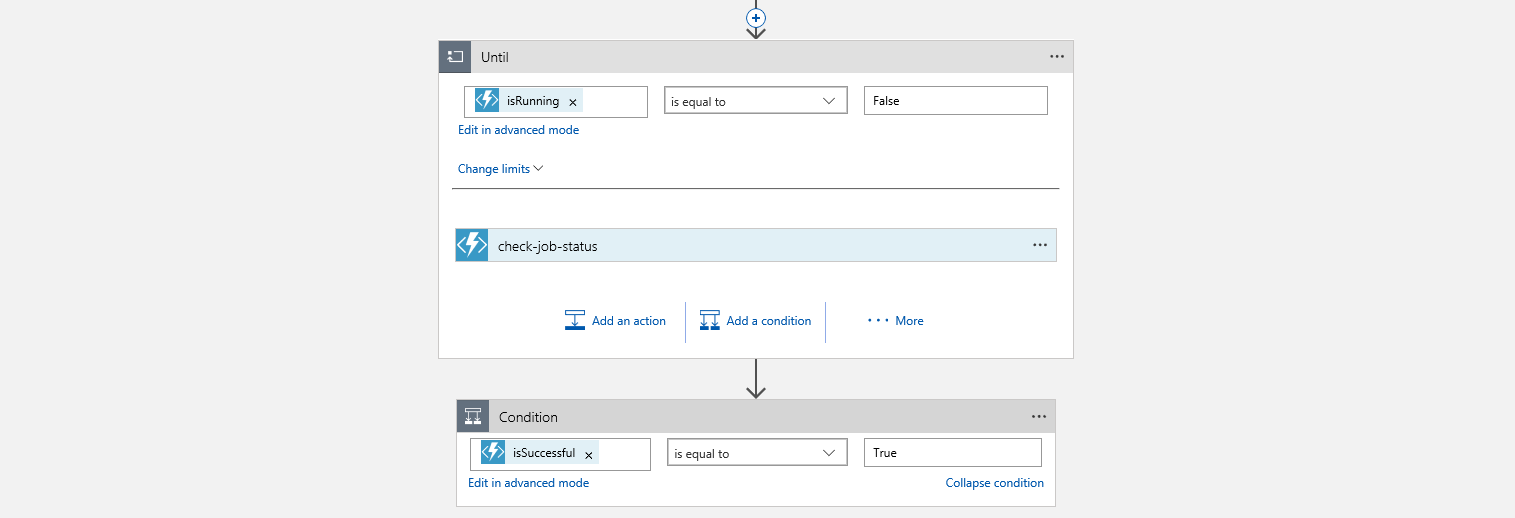 Until
isRunning × is equal to False
Edit in advanced mode
Change limits
check-job-status
Add an action Add a condition More
Condition
isSuccessful × is equal to True
Edit in advanced mode Collapse condition